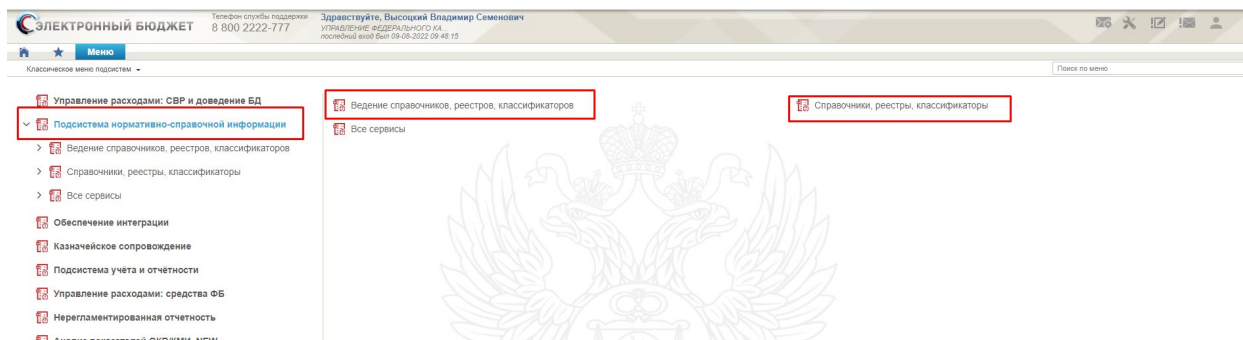 ЭЛЕКТРОННЫЙ БЮДЖЕТ
Телефон службы поддержки
8 800 2222-777
Здравствуйте, Высоцкий Владимир Семенович
УПРАВЛЕНИЕ ФЕДЕРАЛЬНОГО КА...
последний вход был 09-08-2022 09:48:15
Меню
Классическое меню подсистем
Поиск по меню
Управление расходами: СВР и доведение БД
Подсистема нормативно-справочной информации
Ведение справочников, реестров, классификаторов
Справочники, реестры, классификаторы
Все сервисы
Обеспечение интеграции
Казначейское сопровождение
Подсистема учёта и отчётности
Управление расходами: средства ФБ
Нерегламентированная отчетность
Ведение справочников, реестров, классификаторов
Справочники, реестры, классификаторы
Все сервисы